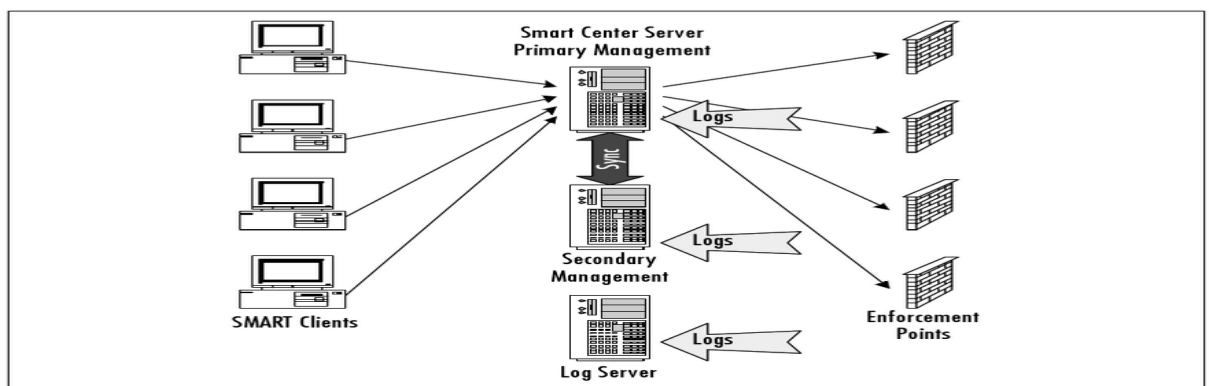 Smart Center Server
Primary Management
Logs
Sync
Logs
Secondary
Management
SMART Clients
Enforcement
Points
Logs
Log Server